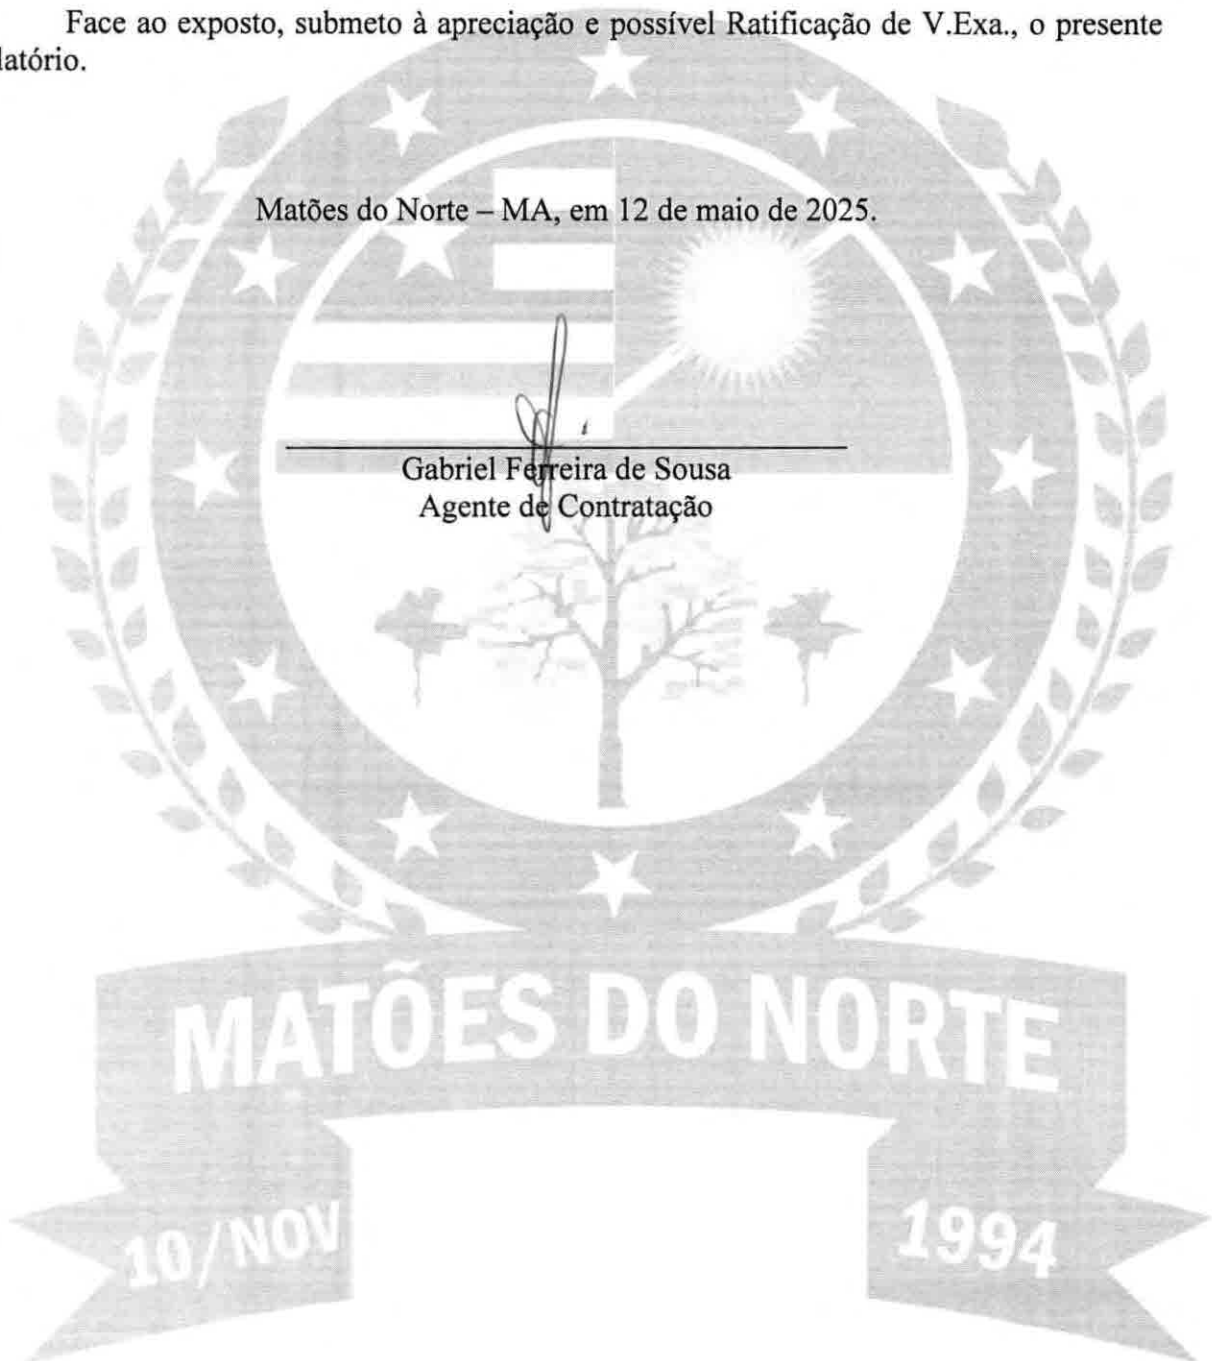 Face ao exposto, submeto à apreciação e possível Ratificação de V.Exa., o presente
latório.
Matões do Norte – MA, em 12 de maio de 2025.
Gabriel Ferreira de Sousa
Agente de Contratação
MATÕES DO NORTE
10/NOV
1994